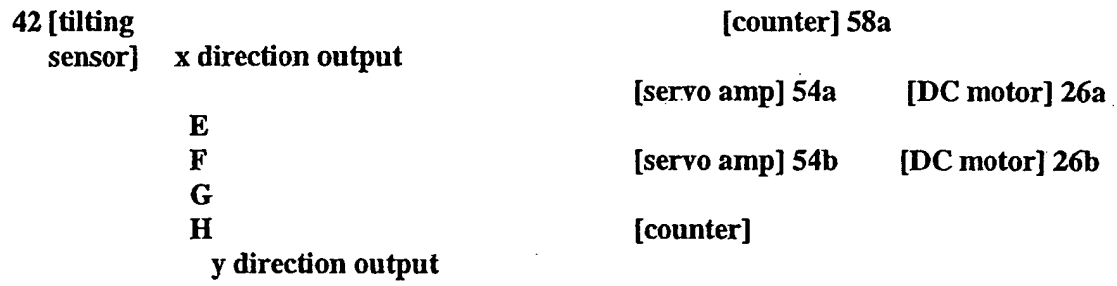 42 [tilting [counter] 58a
sensor] x direction output
[servo amp] 54a [DC motor] 26a
E
F [servo amp] 54b [DC motor] 26b
G
H [counter]
y direction output